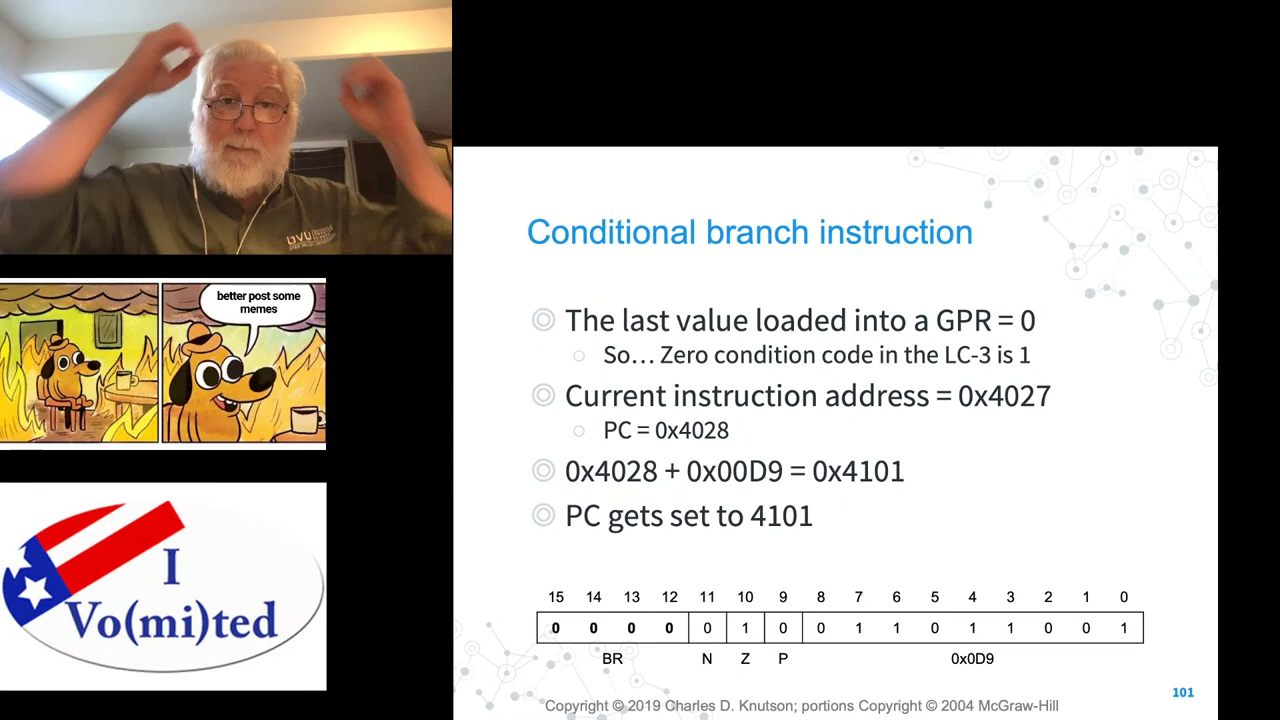 UVU
better post some
memes
I
Vo(mi)ted
Conditional branch instruction
The last value loaded into a GPR = 0
So... Zero condition code in the LC-3 is 1
Current instruction address = 0x4027
PC = 0x4028
0x4028 + 0x00D9 = 0x4101
PC gets set to 4101
15 14 13 12 11 10 9 8 7 6 5 4 3 2 1 0
0 0 0 0 0 1 0 0 1 1 0 1 1 0 0 1
BR N Z P 0x0D9
101
Copyright © 2019 Charles D. Knutson; portions Copyright © 2004 McGraw-Hill